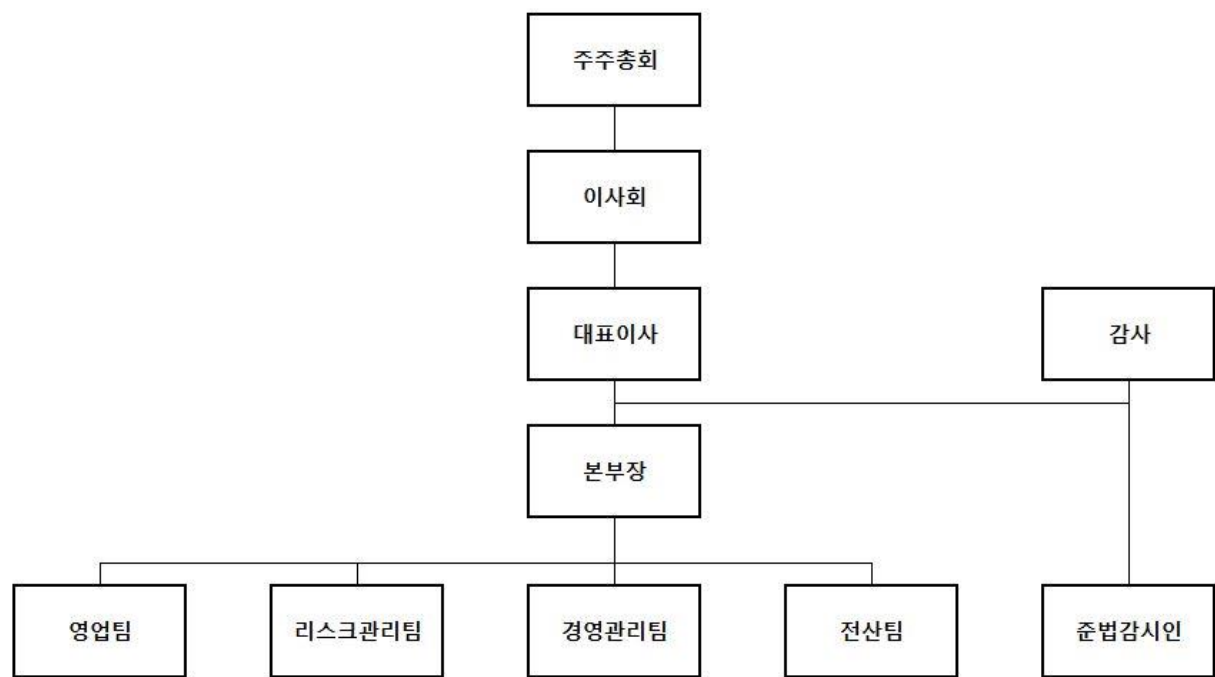 주주총회
이사회
대표이사
감사
본부장
영업팀
리스크관리팀
경영관리팀
전산팀
준법감시인